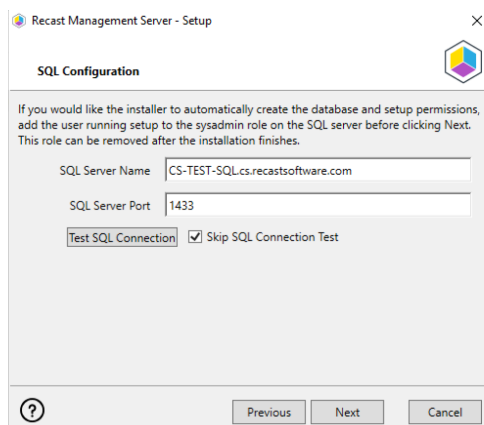 Recast Management Server - Setup
SQL Configuration
If you would like the installer to automatically create the database and setup permissions,
add the user running setup to the sysadmin role on the SQL server before clicking Next.
This role can be removed after the installation finishes.
SQL Server Name CS-TEST-SQL.cs.recastsoftware.com
SQL Server Port 1433
Test SQL Connection Skip SQL Connection Test
? Previous Next Cancel